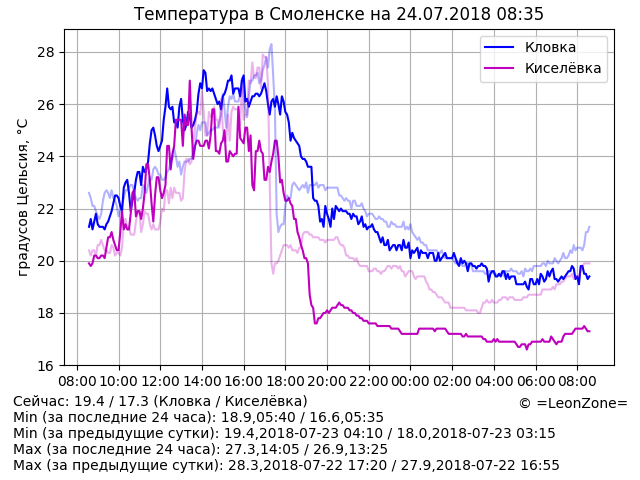 Температура в Смоленске на 24.07.2018 08:35
градусов Цельсия, °C
28
26
24
22
20
18
16
Кловка
Киселёвка
08:00 10:00 12:00 14:00 16:00 18:00 20:00 22:00 00:00 02:00 04:00 06:00 08:00
Сейчас: 19.4 / 17.3 (Кловка / Киселёвка)
© =LeonZone=
Min (за последние 24 часа): 18.9,05:40 / 16.6,05:35
Min (за предыдущие сутки): 19.4,2018-07-23 04:10 / 18.0,2018-07-23 03:15
Max (за последние 24 часа): 27.3,14:05 / 26.9,13:25
Max (за предыдущие сутки): 28.3,2018-07-22 17:20 / 27.9,2018-07-22 16:55